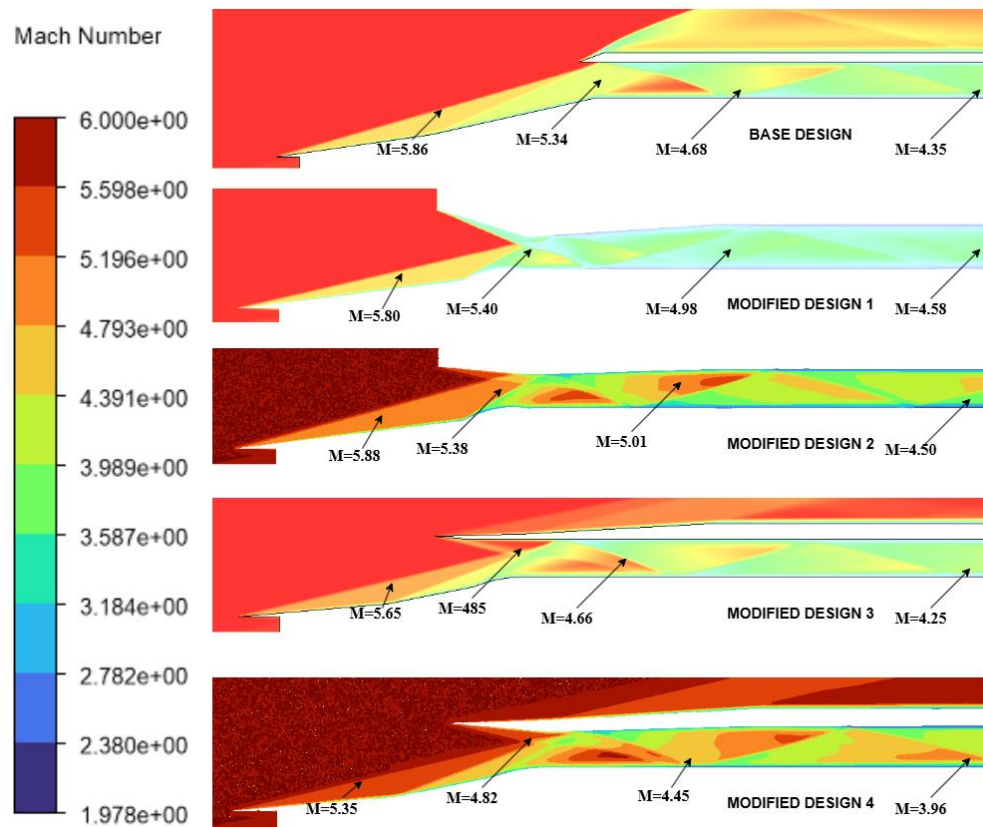 Mach Number
6.000e+00
5.598e+00
5.196e+00
4.793e+00
4.391e+00
3.989e+00
3.587e+00
3.184e+00
2.782e+00
2.380e+00
1.978e+00
M=5.86
M=5.34
M=4.68
BASE DESIGN
M=4.35
M=5.80
M=5.40
M=4.98
MODIFIED DESIGN 1
M=4.58
M=5.88
M=5.38
M=5.01
MODIFIED DESIGN 2
M=4.50
M=5.65
M=485
M=4.66
MODIFIED DESIGN 3
M=4.25
M=5.35
M=4.82
M=4.45
MODIFIED DESIGN 4
M=3.96